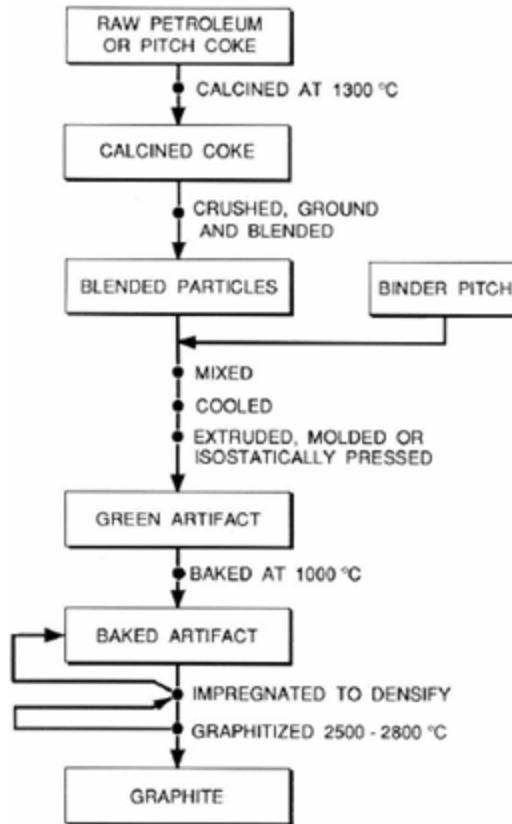 RAW PETROLEUM
OR PITCH COKE
CALCINED AT 1300 °C
CALCINED COKE
CRUSHED, GROUND
AND BLENDED
BLENDED PARTICLES
BINDER PITCH
MIXED
COOLED
EXTRUDED, MOLDED OR
ISOSTATICALLY PRESSED
GREEN ARTIFACT
BAKED AT 1000 °C
BAKED ARTIFACT
IMPREGNATED TO DENSIFY
GRAPHITIZED 2500 - 2800 °C
GRAPHITE